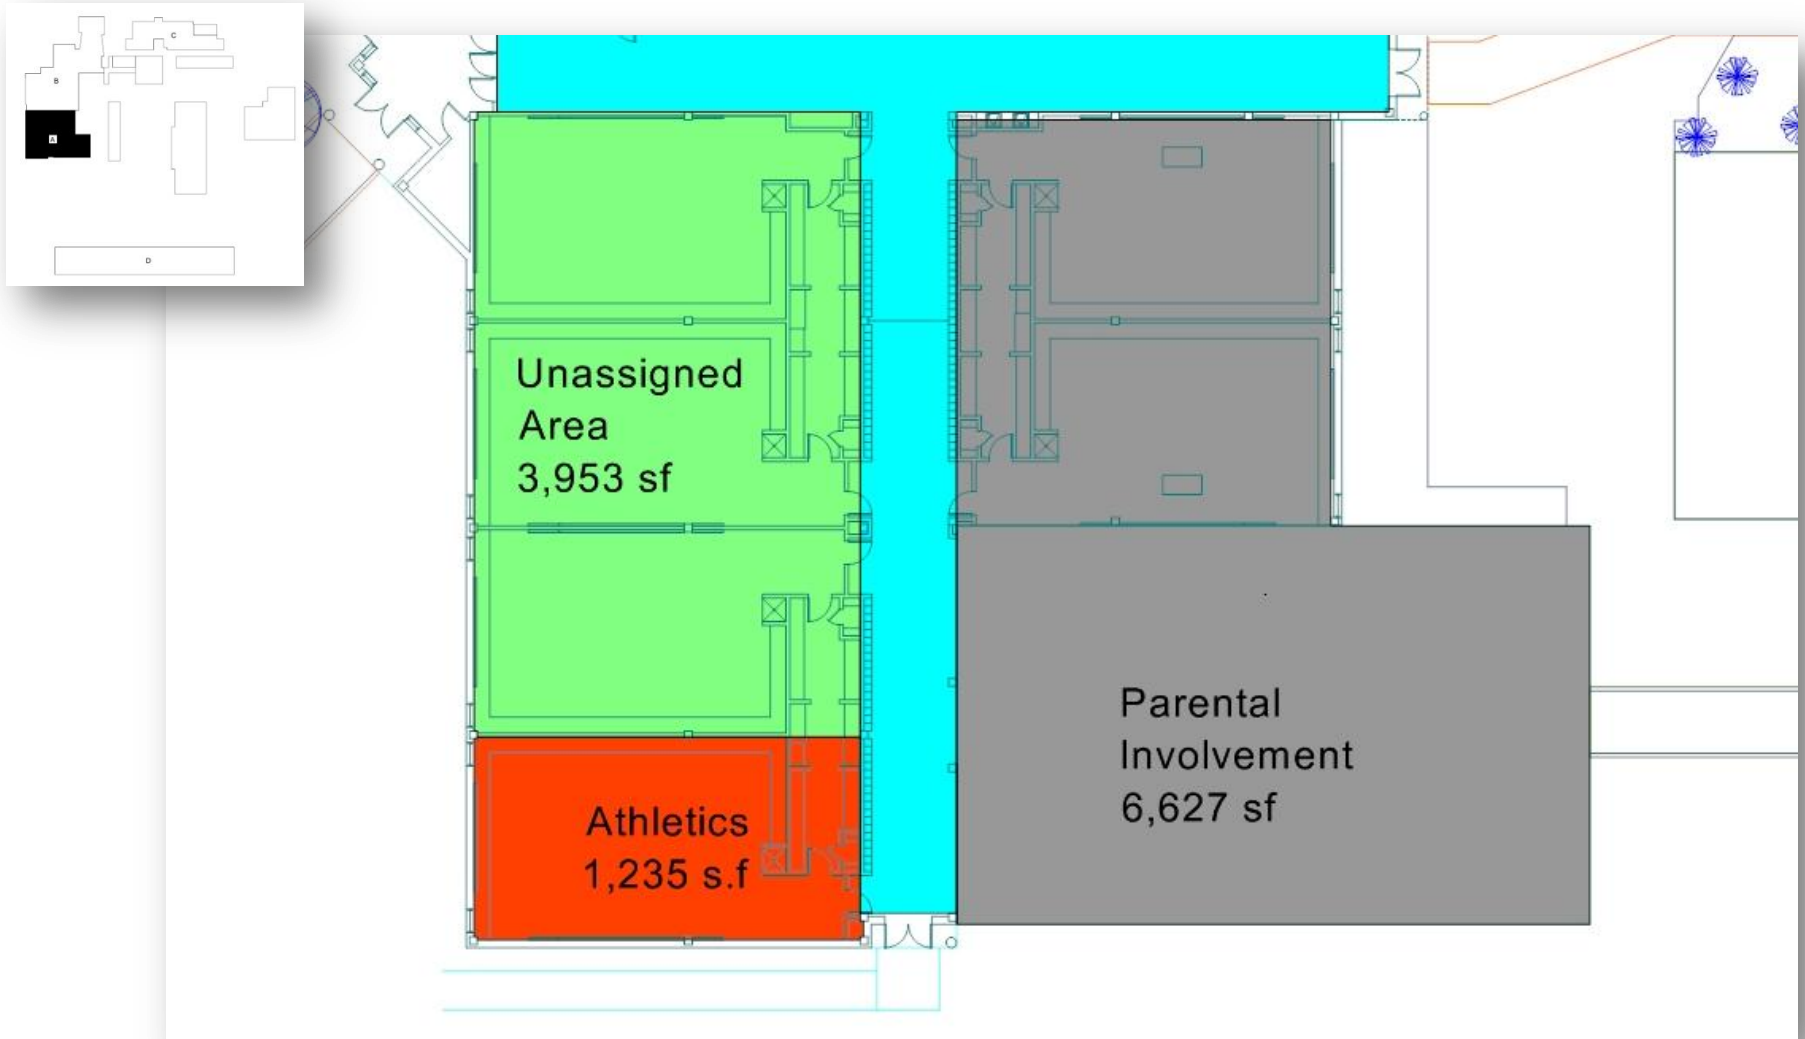 C
B
A
D
Unassigned
Area
3,953 sf
Athletics
1,235 s.f
Parental
Involvement
6,627 sf